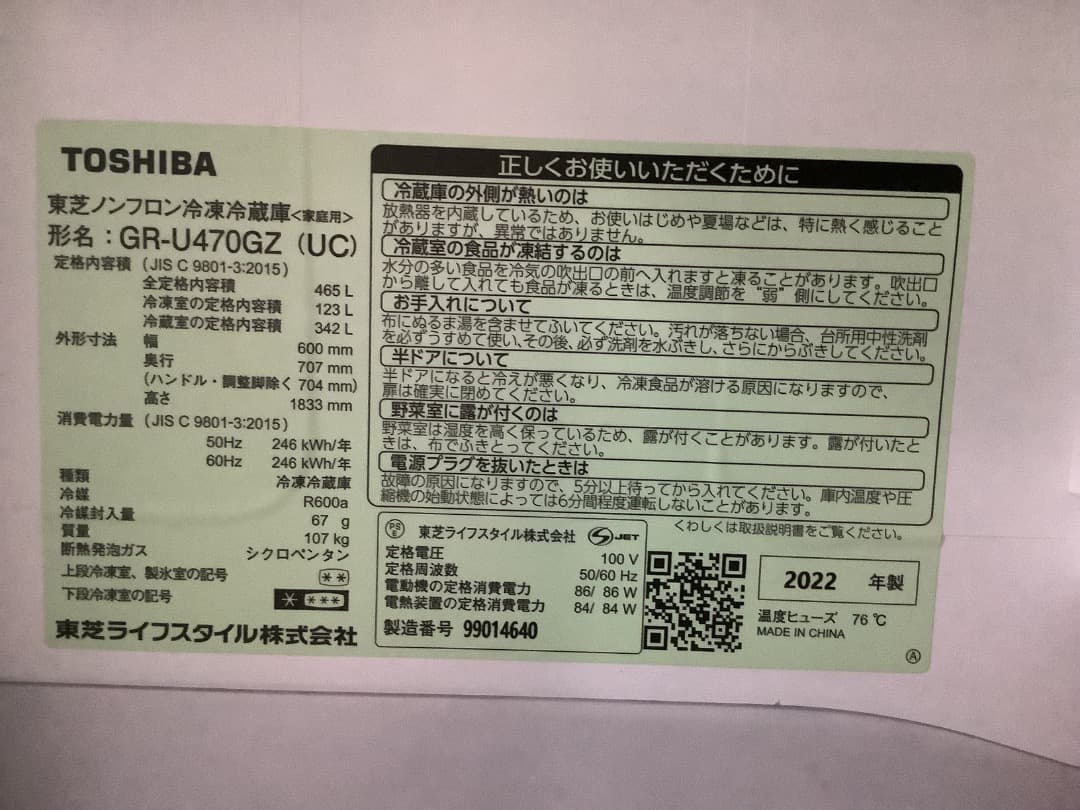 TOSHIBA
東芝ノンフロン冷凍冷蔵庫<家庭用>
形名：GR-U470GZ (UC)
定格内容積 (JIS C 9801-3:2015)
全定格内容積 465 L
冷凍室の定格内容積 123 L
冷蔵室の定格内容積 342 L
外形寸法 幅 600 mm
奥行 707 mm
(ハンドル・調整脚除く 704 mm)
高さ 1833 mm
消費電力量 (JIS C 9801-3:2015)
50Hz 246 kWh/年
60Hz 246 kWh/年
種類 冷凍冷蔵庫
冷媒 R600a
冷媒封入量 67 g
質量 107 kg
断熱発泡ガス シクロペンタン
上段冷凍室、製氷室の記号 **
下段冷凍室の記号 * ***
東芝ライフスタイル株式会社
正しくお使いいただくために
冷蔵庫の外側が熱いのは
放熱器を内蔵しているため、お使いはじめや夏場などは、特に熱く感じること
がありますが、異常ではありません。
冷蔵室の食品が凍結するのは
水分の多い食品を冷気の吹出口の前へ入れますと凍ることがあります。吹出口
から離して入れても食品が凍るときは、温度調節を"弱"側にしてください。
お手入れについて
布にぬるま湯を含ませてふいてください。汚れが落ちない場合、台所用中性洗剤
を必ずうすめて使い、その後、必ず洗剤を水ぶきし、さらにからぶきしてください。
半ドアについて
半ドアになると冷えが悪くなり、冷凍食品が溶ける原因になりますので、
扉は確実に閉めてください。
野菜室に露が付くのは
野菜室は湿度を高く保っているため、露が付くことがあります。露が付いたと
きは、布でふきとってください。
電源プラグを抜いたときは
故障の原因になりますので、5分以上待ってから入れてください。庫内温度や圧
縮機の始動状態によっては6分間程度運転しないことがあります。
くわしくは取扱説明書をご覧ください。
PS E 東芝ライフスタイル株式会社 S JET
定格電圧 100 V
定格周波数 50/60 Hz
電動機の定格消費電力 86/ 86 W
電熱装置の定格消費電力 84/ 84 W
製造番号 99014640
2022 年製
温度ヒューズ 76 ℃
MADE IN CHINA
Ⓐ